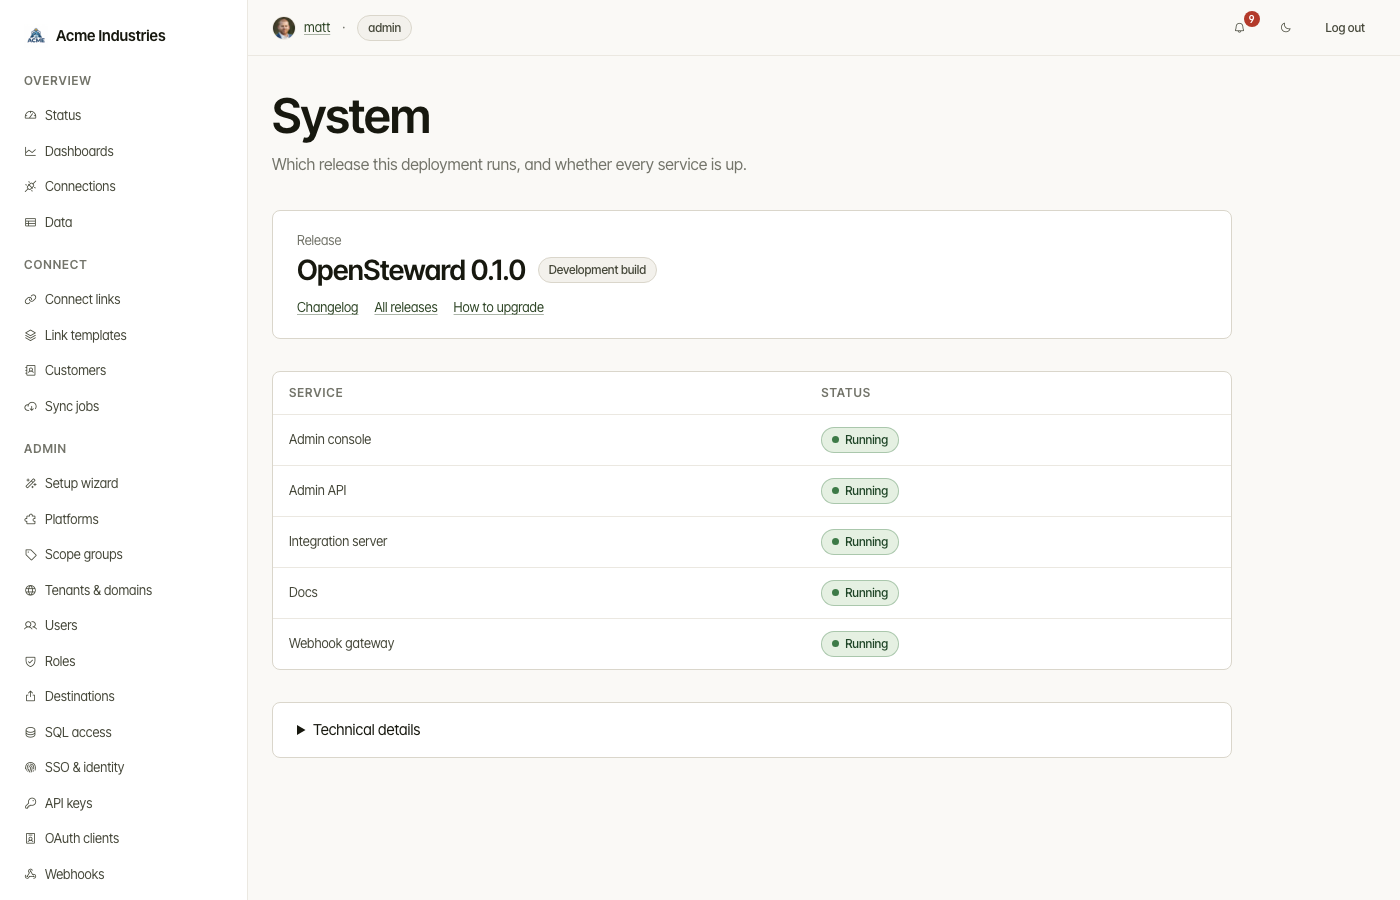 ACME
Acme Industries
matt · admin
9
Log out
OVERVIEW
Status
Dashboards
Connections
Data
CONNECT
Connect links
Link templates
Customers
Sync jobs
ADMIN
Setup wizard
Platforms
Scope groups
Tenants & domains
Users
Roles
Destinations
SQL access
SSO & identity
API keys
OAuth clients
Webhooks
System
Which release this deployment runs, and whether every service is up.
Release
OpenSteward 0.1.0 Development build
Changelog All releases How to upgrade
SERVICE STATUS
Admin console Running
Admin API Running
Integration server Running
Docs Running
Webhook gateway Running
Technical details